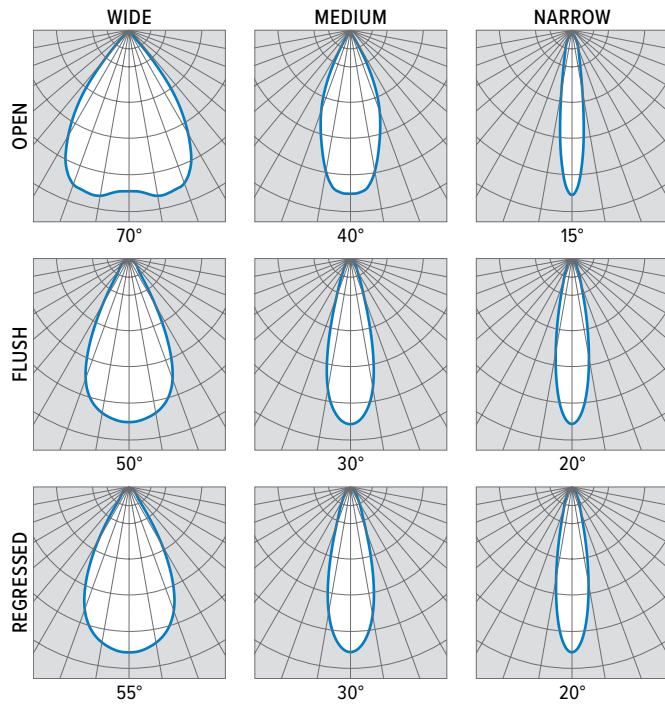 WIDE MEDIUM NARROW
OPEN
70° 40° 15°
FLUSH
50° 30° 20°
REGRESSED
55° 30° 20°